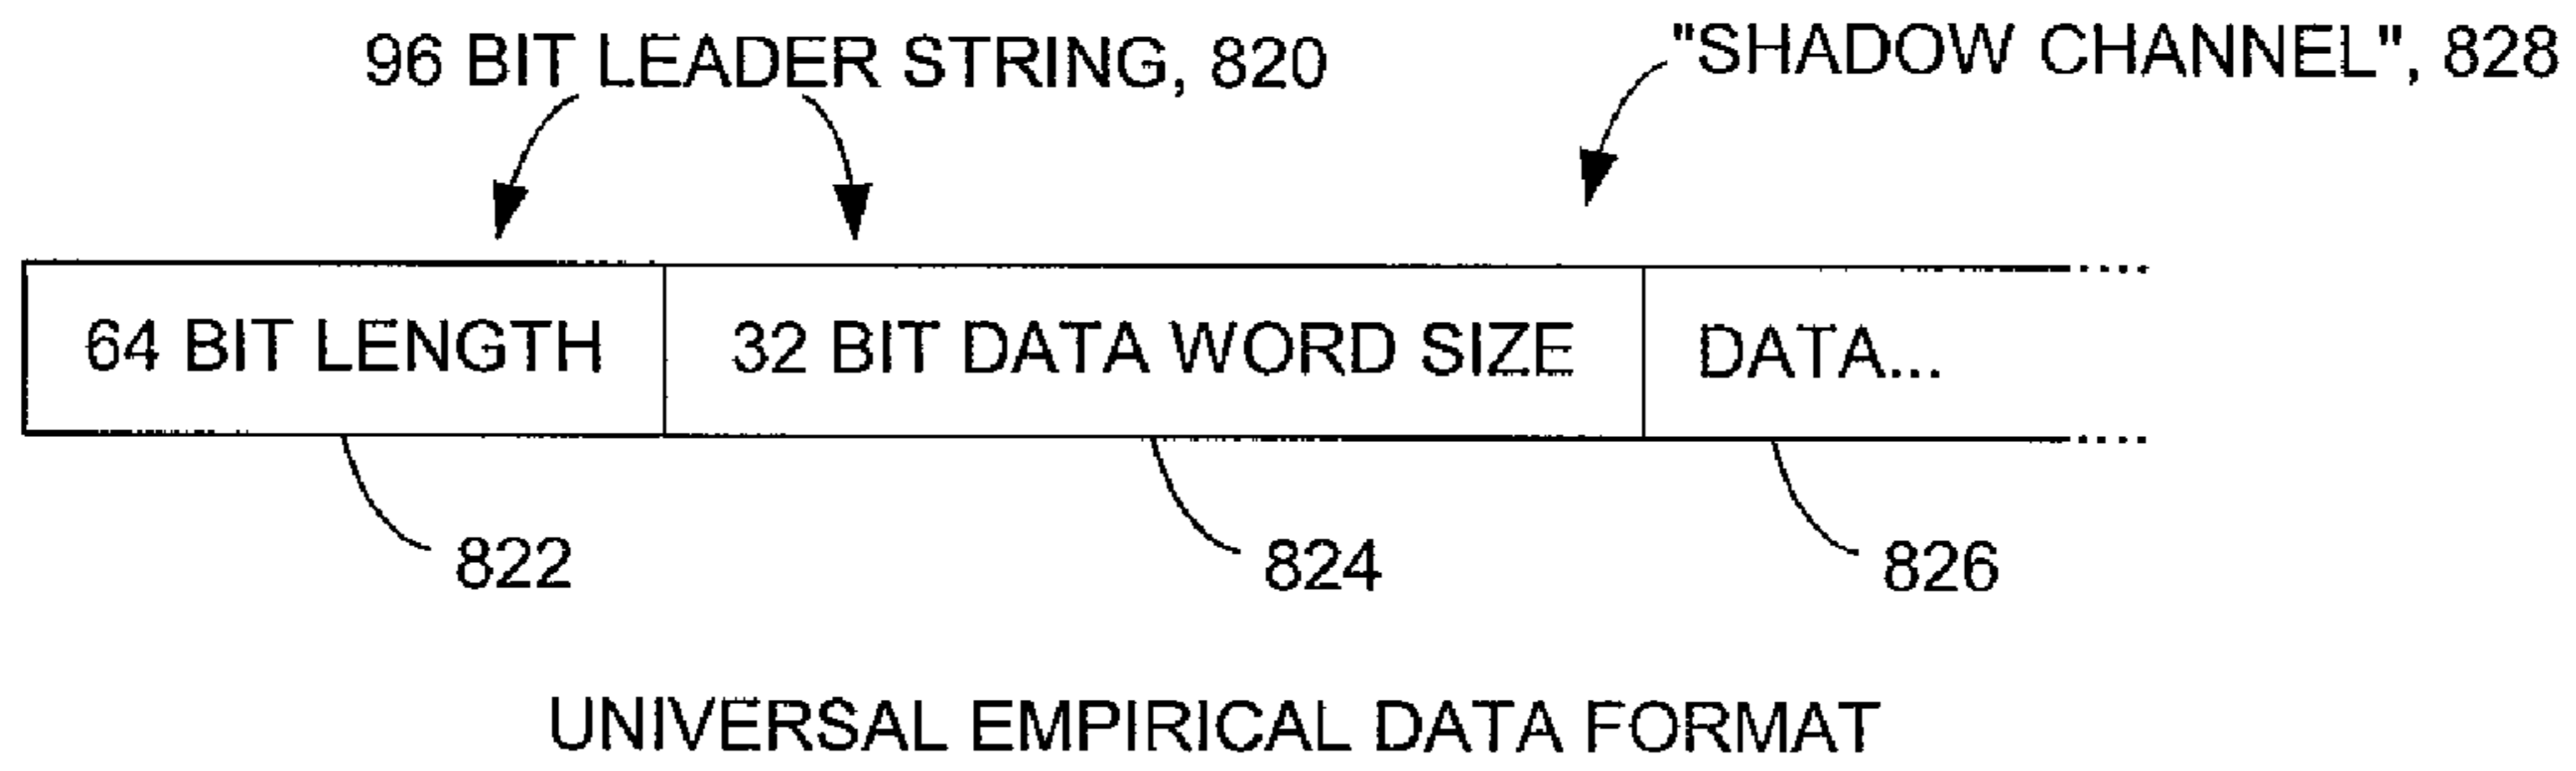 96 BIT LEADER STRING, 820
"SHADOW CHANNEL", 828
64 BIT LENGTH
32 BIT DATA WORD SIZE
DATA...
822
824
826
UNIVERSAL EMPIRICAL DATA FORMAT